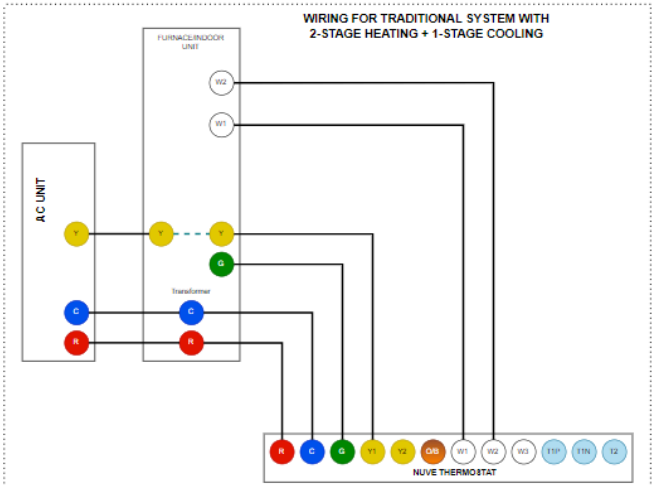 WIRING FOR TRADITIONAL SYSTEM WITH
2-STAGE HEATING + 1-STAGE COOLING
FURNACE/INDOOR
UNIT
W2
W1
AC UNIT
Y Y Y
G
Transformer
C C
R R
R C G Y1 Y2 O/B W1 W2 W3 T1P T1N T2
NUVE THERMOSTAT